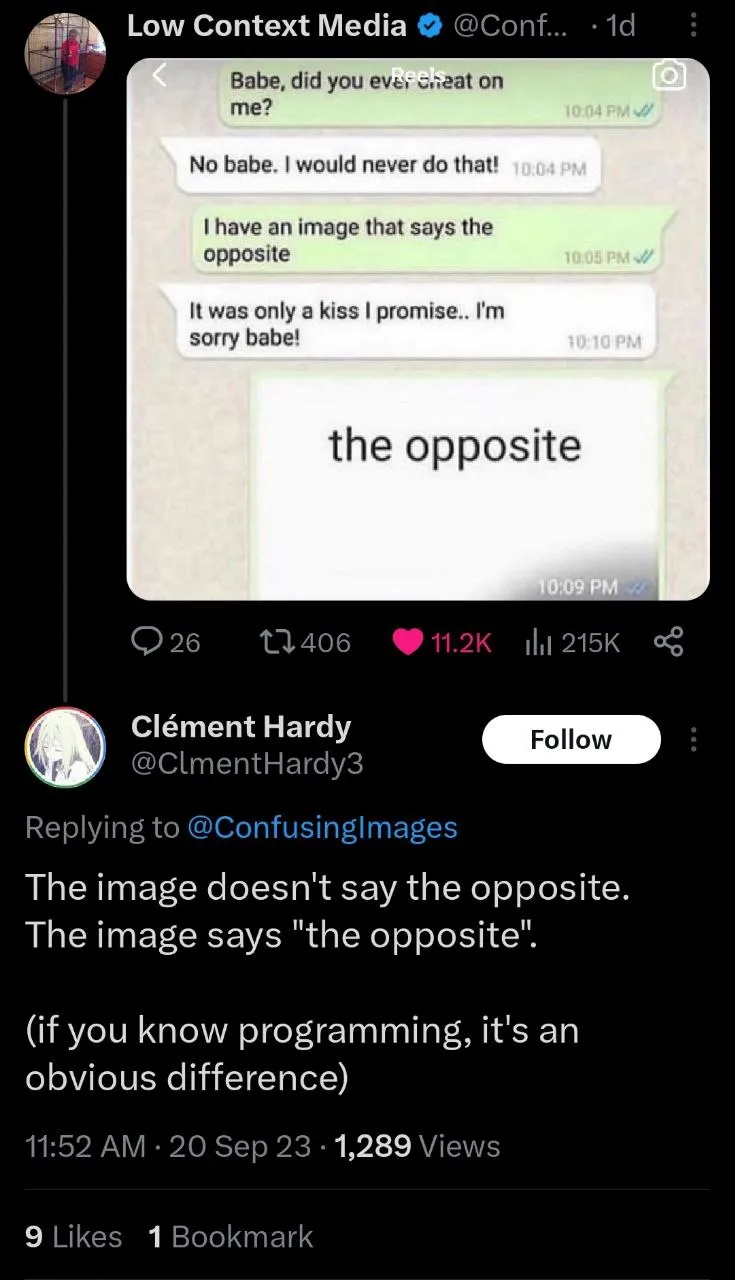 Low Context Media @Conf... · 1d
Reels
Babe, did you ever cheat on
me?
10:04 PM
No babe. I would never do that! 10:04 PM
I have an image that says the
opposite
10:05 PM
It was only a kiss I promise.. I'm
sorry babe!
10:10 PM
the opposite
10:09 PM
26 406 11.2K 215K
Clément Hardy
Follow
@ClmentHardy3
Replying to @ConfusingImages
The image doesn't say the opposite.
The image says "the opposite".
(if you know programming, it's an
obvious difference)
11:52 AM · 20 Sep 23 · 1,289 Views
9 Likes 1 Bookmark